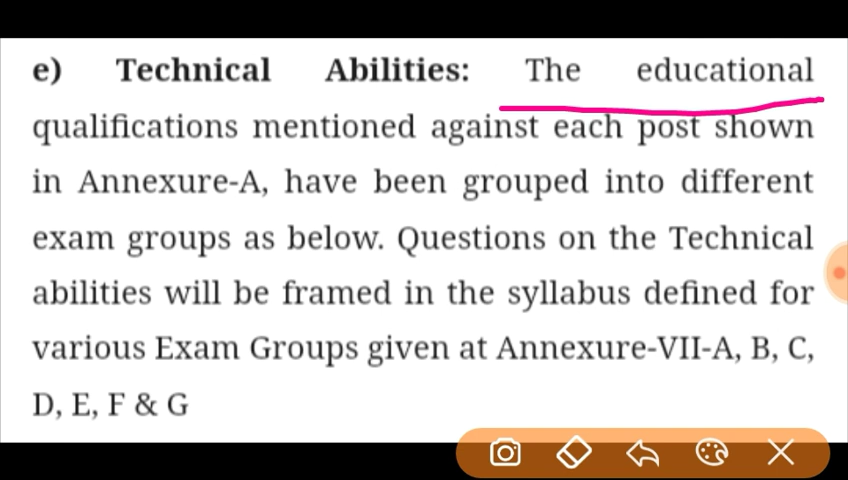 e) Technical Abilities: The educational
qualifications mentioned against each post shown
in Annexure-A, have been grouped into different
exam groups as below. Questions on the Technical
abilities will be framed in the syllabus defined for
various Exam Groups given at Annexure-VII-A, B, C,
D, E, F & G